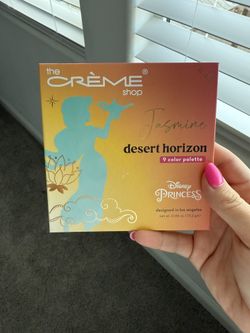 the
CRÈME®
shop
Jasmine
desert horizon
9 color palette
Disney
PRINCESS
designed in los angeles